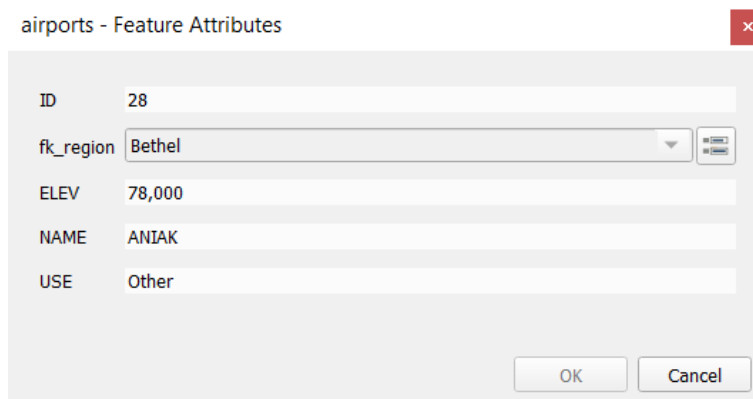 airports - Feature Attributes
ID 28
fk_region Bethel
ELEV 78,000
NAME ANIAK
USE Other
OK Cancel